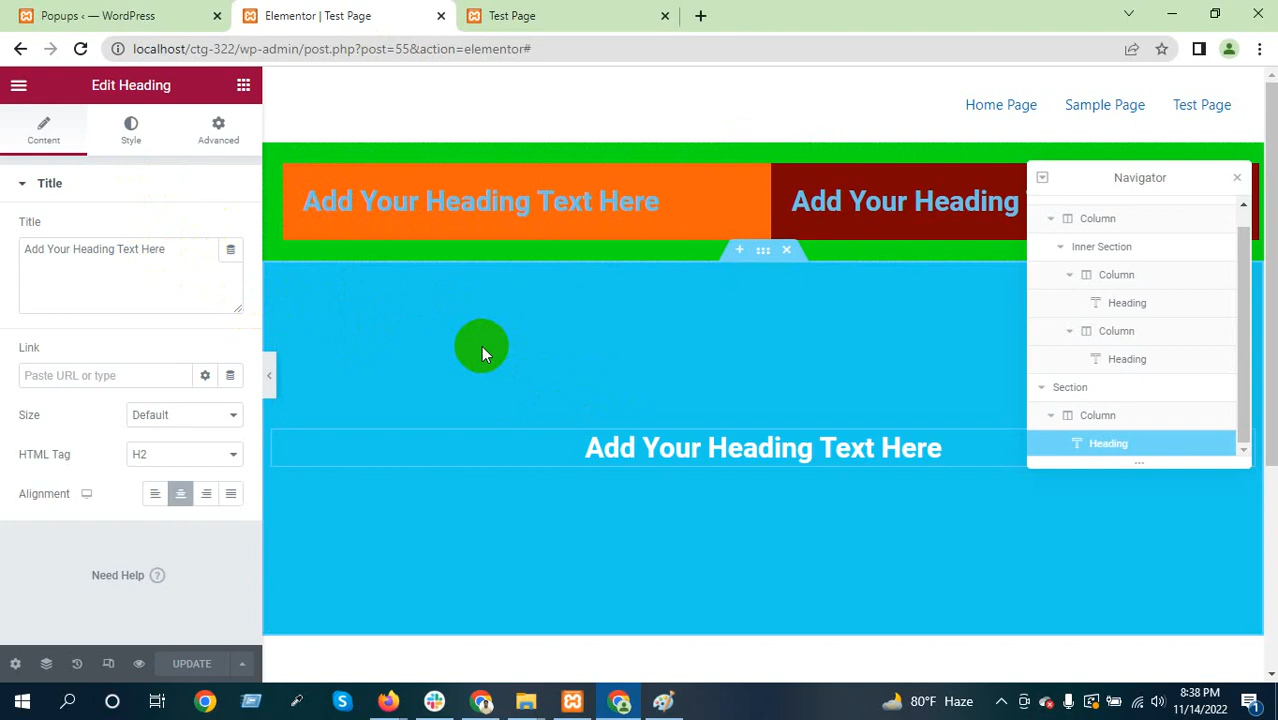 Popups ‹ — WordPress
Elementor | Test Page
Test Page
localhost/ctg-322/wp-admin/post.php?post=55&action=elementor#
Edit Heading
Content
Style
Advanced
Title
Title
Add Your Heading Text Here
Link
Paste URL or type
Size
Default
HTML Tag
H2
Alignment
Need Help
UPDATE
Home Page
Sample Page
Test Page
Add Your Heading Text Here
Add Your Heading
Add Your Heading Text Here
Navigator
Column
Inner Section
Column
Heading
Column
Heading
Section
Column
Heading
80°F Haze
8:38 PM
11/14/2022